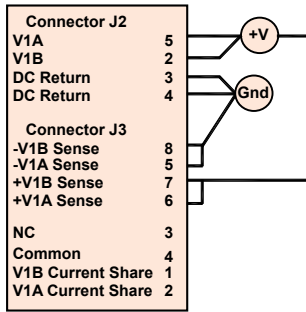 Connector J2
V1A 5
V1B 2
DC Return 3
DC Return 4
+V
Gnd
Connector J3
-V1B Sense 8
-V1A Sense 5
+V1B Sense 7
+V1A Sense 6
NC 3
Common 4
V1B Current Share 1
V1A Current Share 2